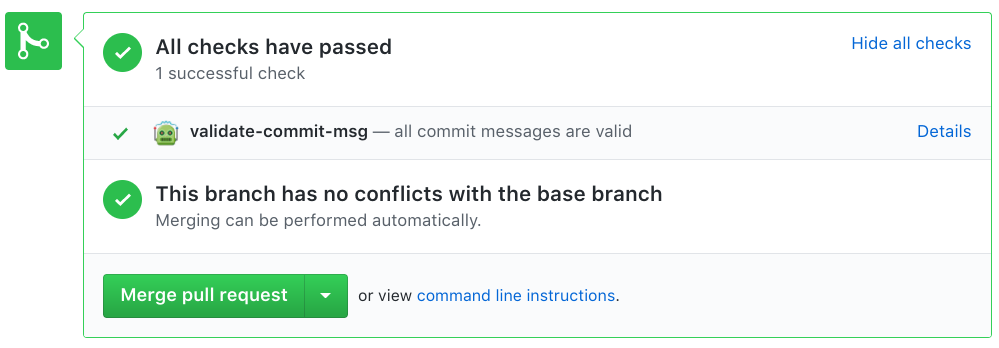 All checks have passed
Hide all checks
1 successful check
validate-commit-msg — all commit messages are valid
Details
This branch has no conflicts with the base branch
Merging can be performed automatically.
Merge pull request
or view command line instructions.